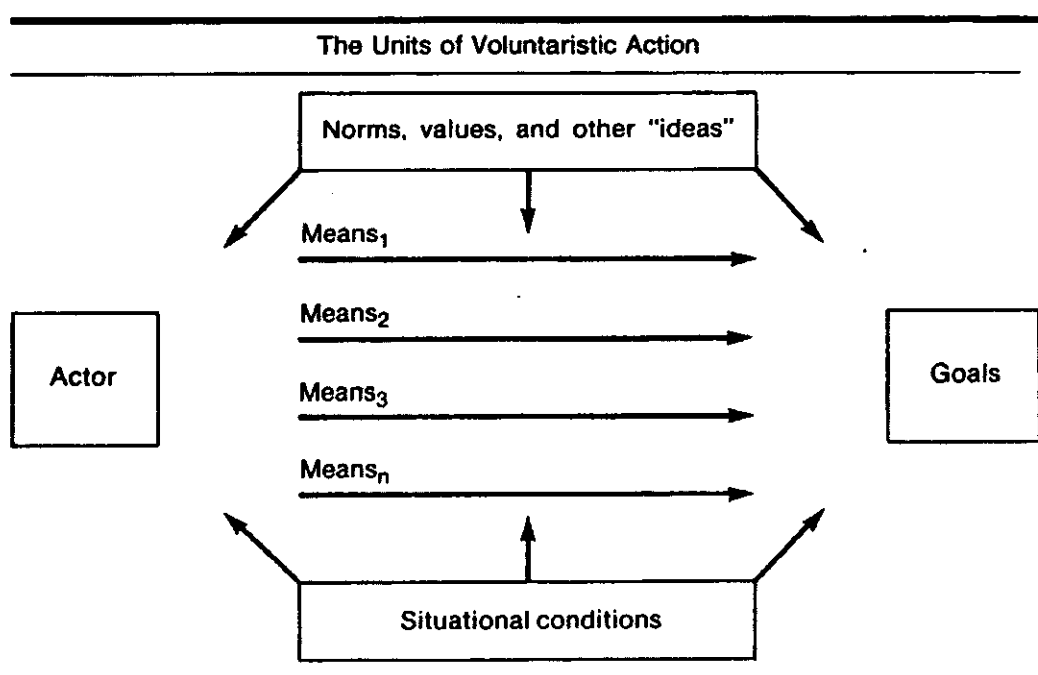 The Units of Voluntaristic Action
Norms, values, and other "ideas"
Means₁
Means₂
Actor
Goals
Means₃
Meansₙ
Situational conditions